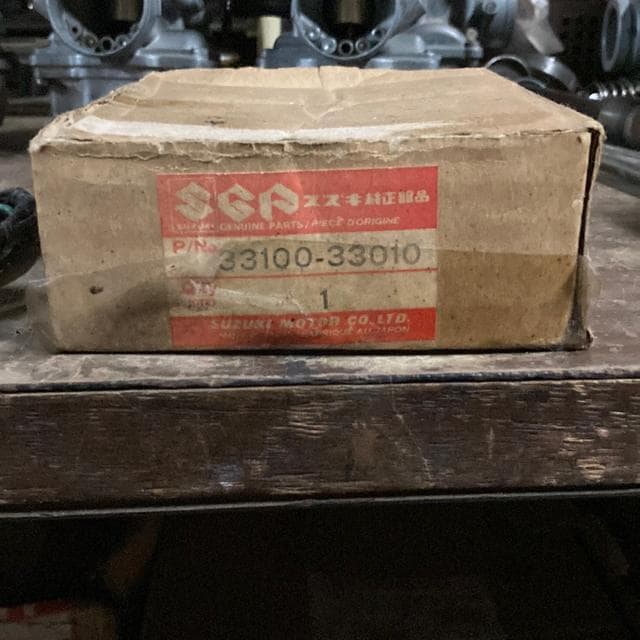 SGP スズキ純正部品
SUZUKI GENUINE PARTS/PIECE D'ORIGINE
P/No. 33100-33010
1
SUZUKI MOTOR CO.,LTD.